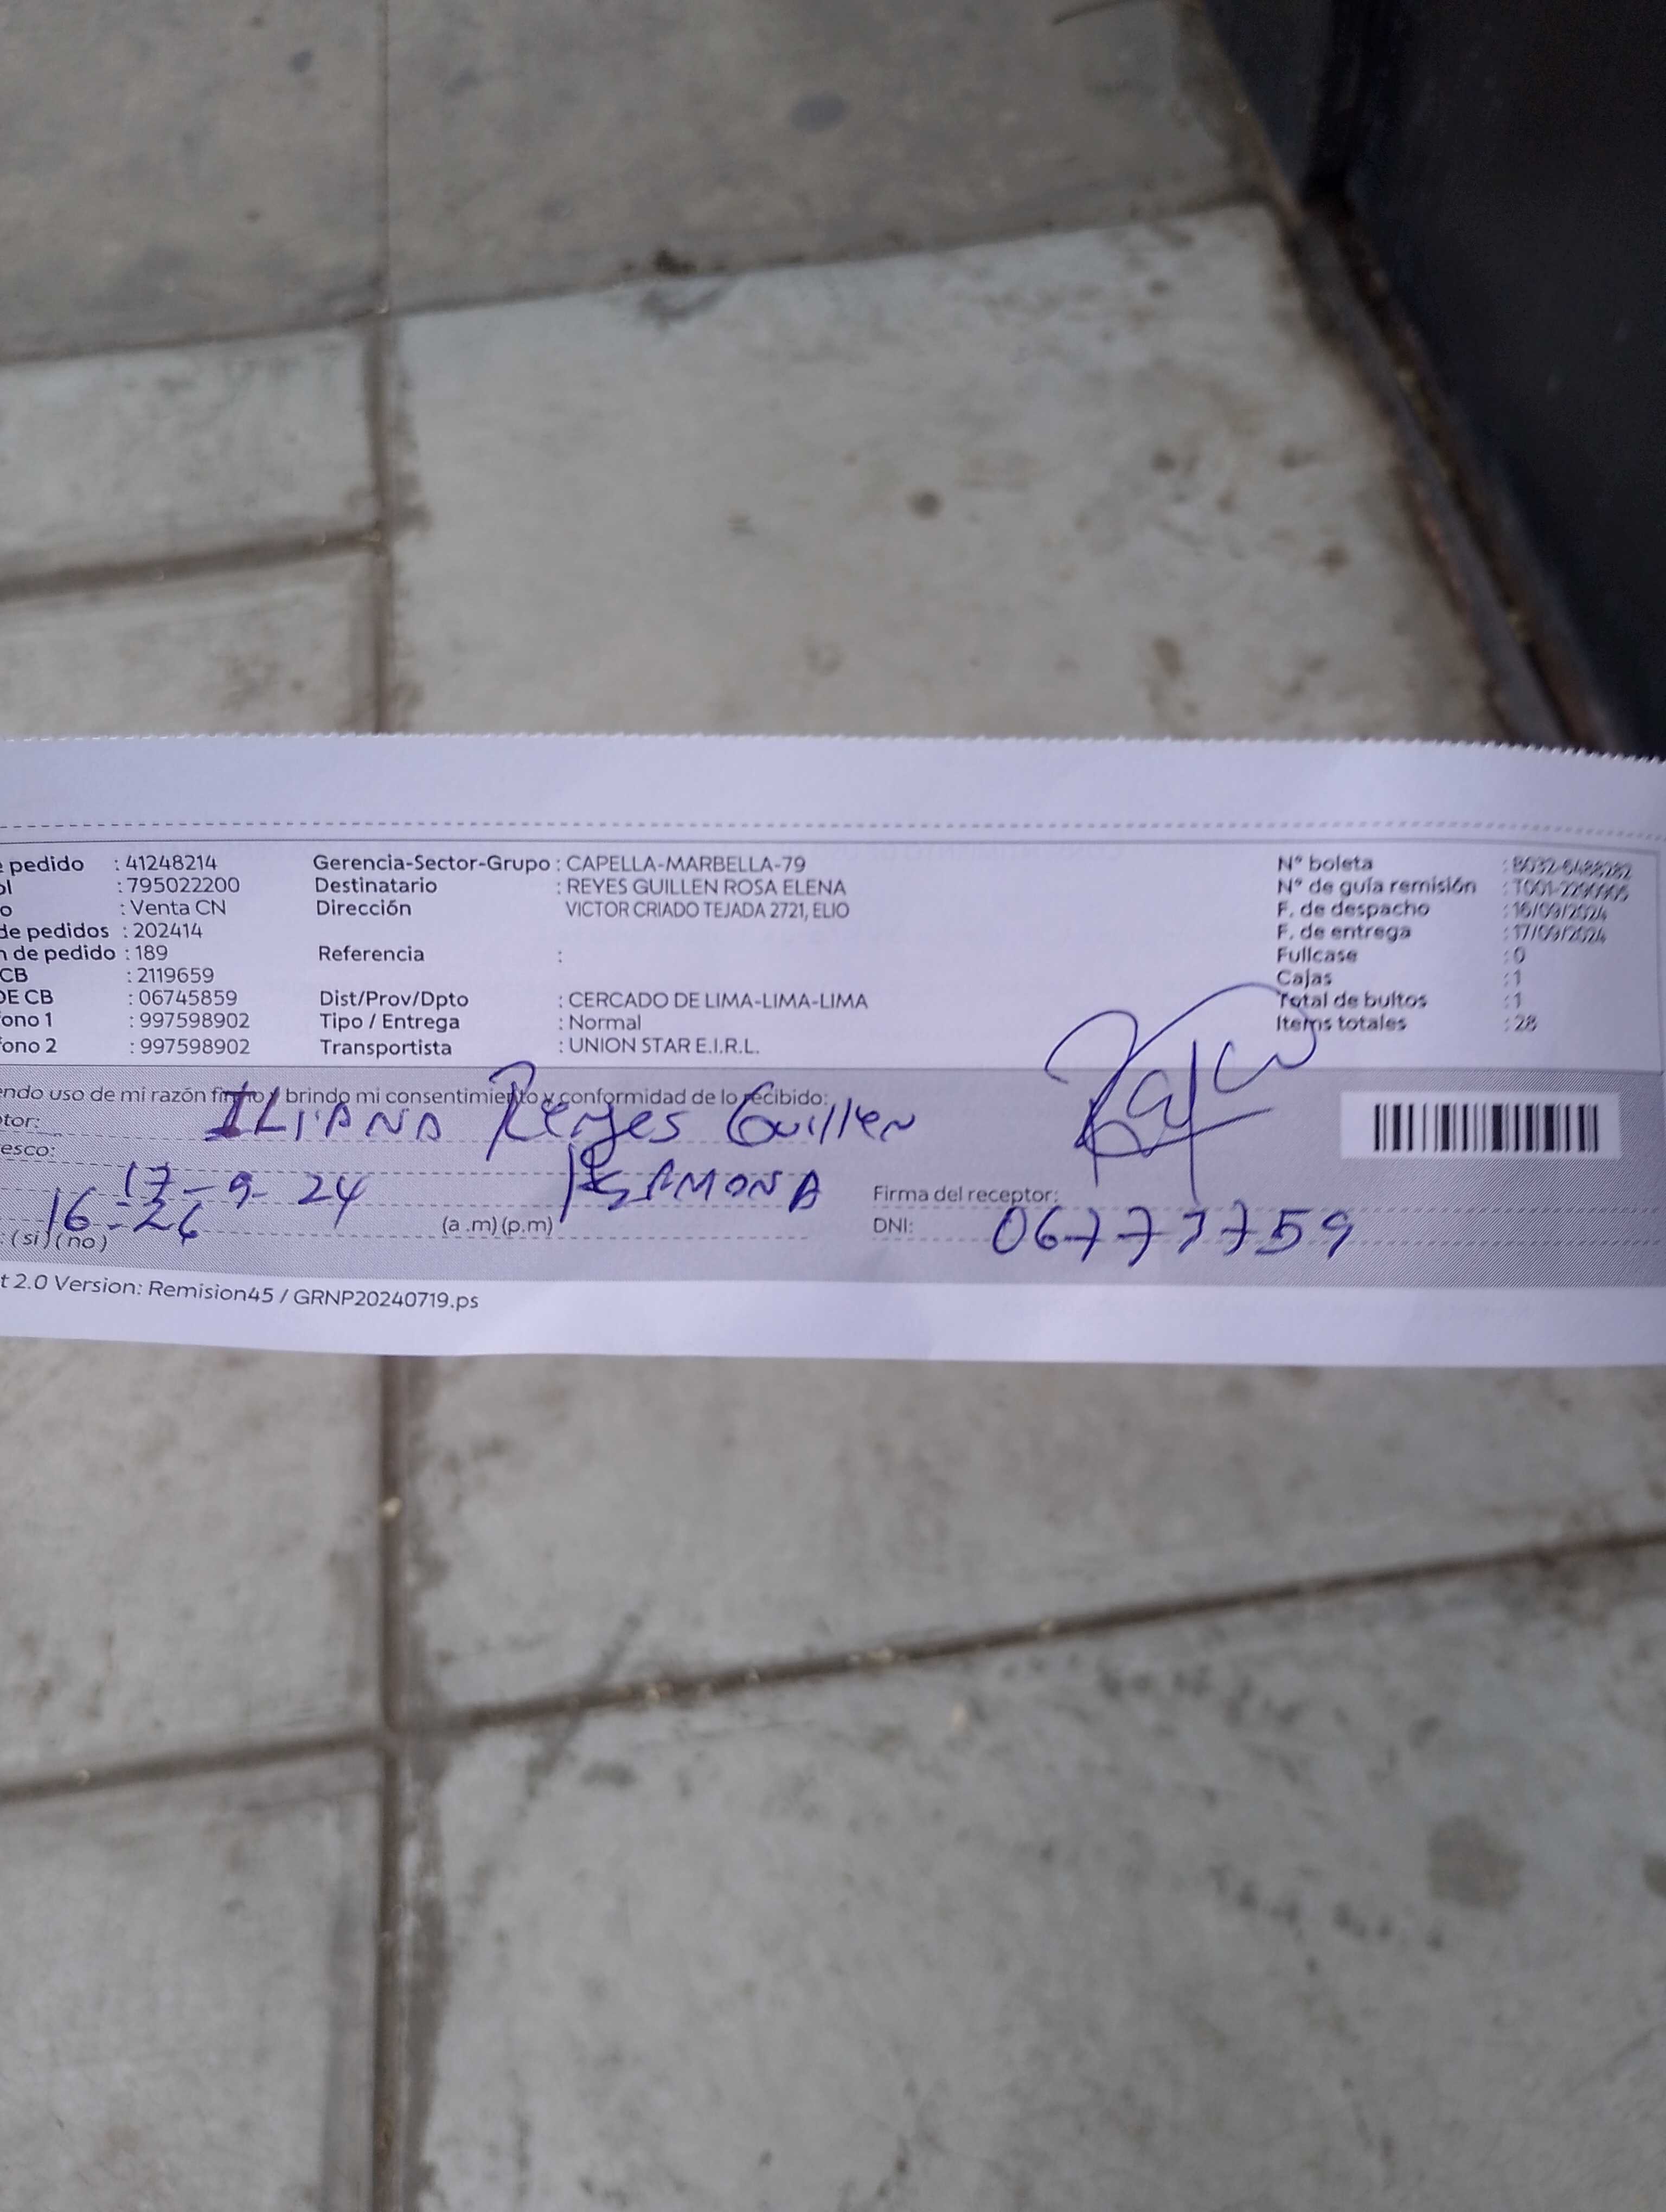 pedido : 41248214 Gerencia-Sector-Grupo : CAPELLA-MARBELLA-79 N° boleta : B032-6488282
ol : 795022200 Destinatario : REYES GUILLEN ROSA ELENA N° de guía remisión
o : Venta CN Dirección VICTOR CRIADO TEJADA 2721, ELIO F. de despacho : 16/09/2024
de pedidos : 202414 F. de entrega : 17/09/2024
n de pedido : 189 Referencia : Fullcase : 0
CB : 2119659 Cajas : 1
DE CB : 06745859 Dist/Prov/Dpto : CERCADO DE LIMA-LIMA-LIMA Total de bultos : 1
fono 1 : 997598902 Tipo / Entrega : Normal Items totales : 28
fono 2 : 997598902 Transportista : UNION STAR E.I.R.L.
endo uso de mi razón firmo y brindo mi consentimiento y conformidad de lo recibido:
tor: ILIANA Reyes Guillen
esco:
17-9-24 Firma del receptor:
16:26 (a.m)(p.m) DNI: 06777759
: (si) (no)
t 2.0 Version: Remision45 / GRNP20240719.ps